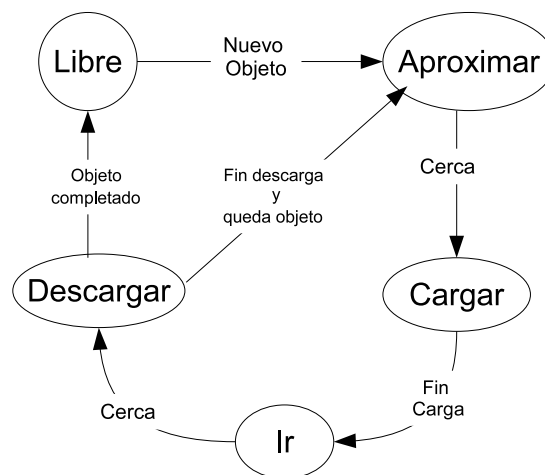 Libre
Nuevo
Objeto
Aproximar
Objeto
completado
Fin descarga
y
queda objeto
Cerca
Descargar
Cargar
Cerca
Fin
Carga
Ir